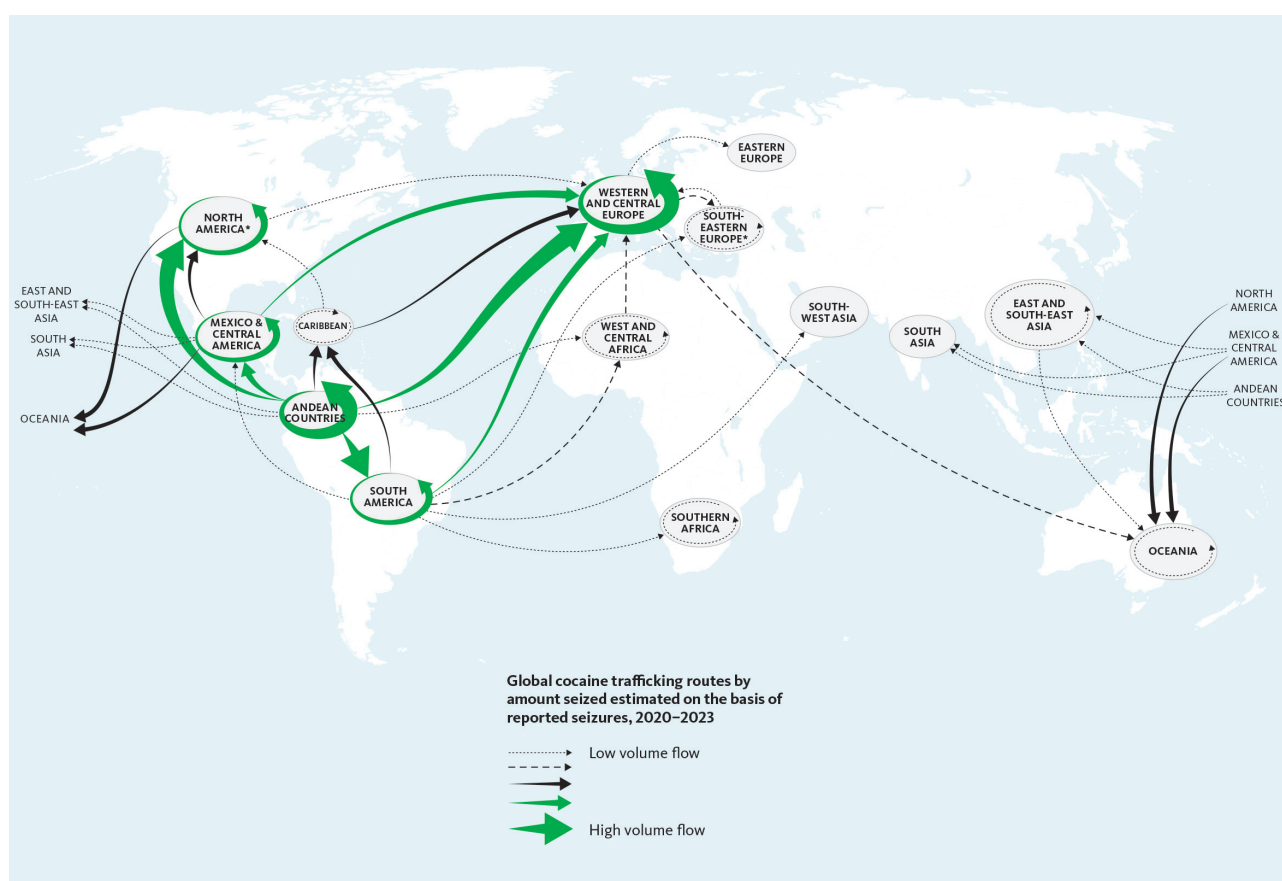 EASTERN
EUROPE
WESTERN
AND CENTRAL
EUROPE
NORTH
AMERICA*
SOUTH-
EASTERN
EUROPE*
EAST AND
SOUTH-EAST
ASIA
SOUTH
ASIA
OCEANIA
MEXICO &
CENTRAL
AMERICA
CARIBBEAN
WEST AND
CENTRAL
AFRICA
SOUTH-
WEST ASIA
SOUTH
ASIA
EAST AND
SOUTH-EAST
ASIA
NORTH
AMERICA
MEXICO &
CENTRAL
AMERICA
ANDEAN
COUNTRIES
ANDEAN
COUNTRIES
SOUTH
AMERICA
SOUTHERN
AFRICA
OCEANIA
Global cocaine trafficking routes by
amount seized estimated on the basis of
reported seizures, 2020–2023
Low volume flow
High volume flow